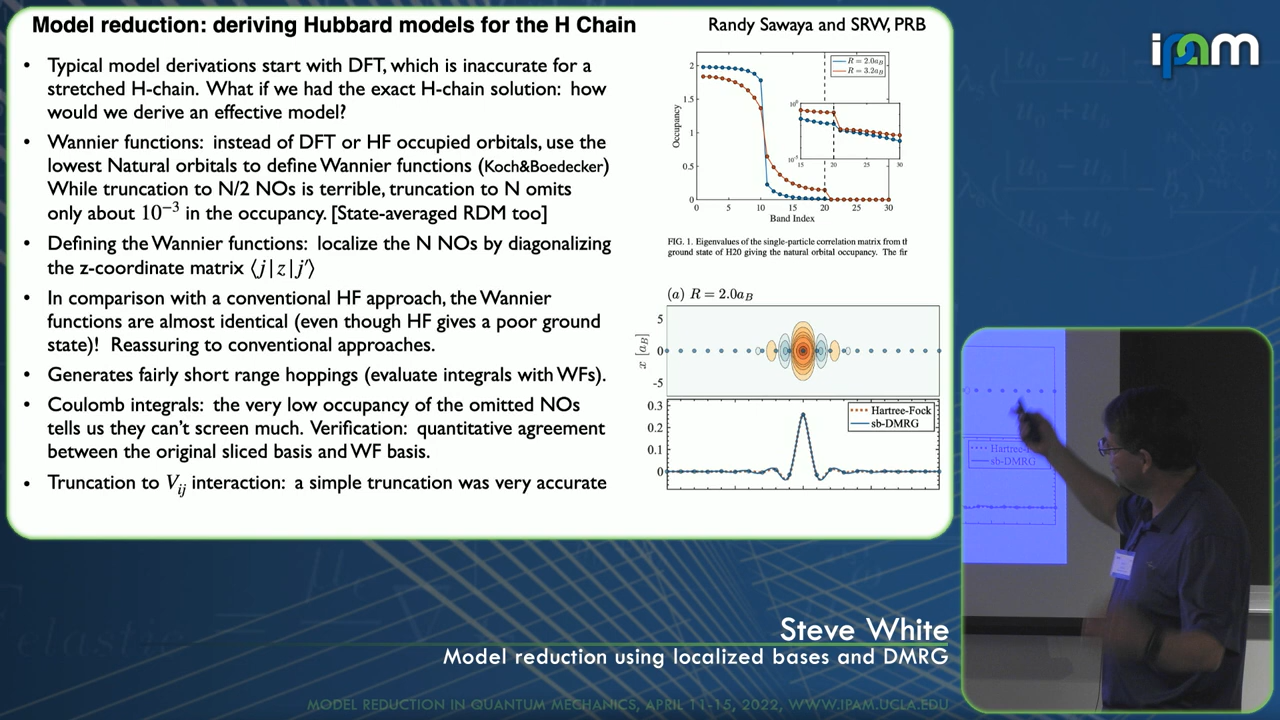 Model reduction: deriving Hubbard models for the H Chain
Randy Sawaya and SRW, PRB
• Typical model derivations start with DFT, which is inaccurate for a
stretched H-chain. What if we had the exact H-chain solution: how
would we derive an effective model?
• Wannier functions: instead of DFT or HF occupied orbitals, use the
lowest Natural orbitals to define Wannier functions (Koch&Boedecker)
While truncation to N/2 NOs is terrible, truncation to N omits
only about 10⁻³ in the occupancy. [State-averaged RDM too]
• Defining the Wannier functions: localize the N NOs by diagonalizing
the z-coordinate matrix ⟨j|z|j′⟩
• In comparison with a conventional HF approach, the Wannier
functions are almost identical (even though HF gives a poor ground
state)! Reassuring to conventional approaches.
• Generates fairly short range hoppings (evaluate integrals with WFs).
• Coulomb integrals: the very low occupancy of the omitted NOs
tells us they can't screen much. Verification: quantitative agreement
between the original sliced basis and WF basis.
• Truncation to Vij interaction: a simple truncation was very accurate
R = 2.0aB
R = 3.2aB
2
1.5
1
0.5
0
Occupancy
10⁰
10⁻⁵
15 20 25 30
0 5 10 15 20 25 30
Band Index
FIG. 1. Eigenvalues of the single-particle correlation matrix from th
ground state of H20 giving the natural orbital occupancy. The fir
(a) R = 2.0aB
5
0
-5
x [aB]
0.3
0.2
0.1
0
Hartree-Fock
sb-DMRG
ipam
Hartree-F
sb-DMRG
Steve White
Model reduction using localized bases and DMRG
MODEL REDUCTION IN QUANTUM MECHANICS, APRIL 11-15, 2022, WWW.IPAM.UCLA.EDU